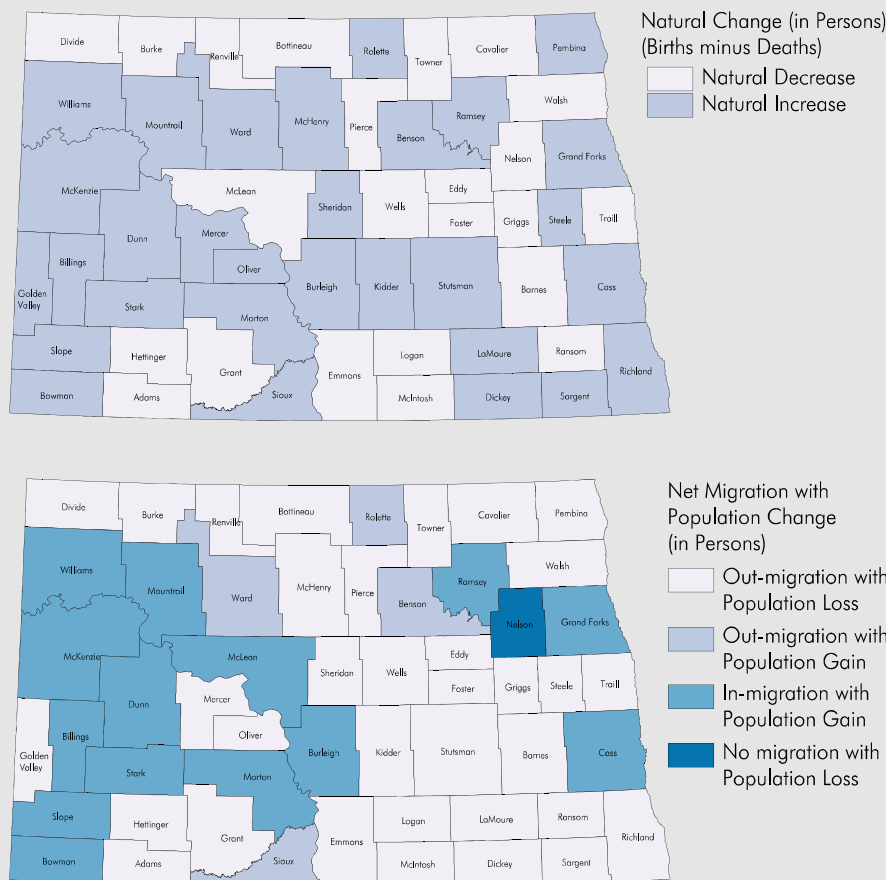 Natural Change (in Persons)
(Births minus Deaths)
Natural Decrease
Natural Increase
Divide
Burke
Renville
Bottineau
Rolette
Towner
Cavalier
Pembina
Williams
Mountrail
Ward
McHenry
Pierce
Benson
Ramsey
Walsh
Nelson
Grand Forks
McKenzie
McLean
Sheridan
Wells
Eddy
Foster
Griggs
Steele
Traill
Dunn
Mercer
Oliver
Billings
Golden
Valley
Stark
Morton
Burleigh
Kidder
Stutsman
Barnes
Cass
Slope
Hettinger
Grant
Emmons
Logan
LaMoure
Ransom
Richland
Bowman
Adams
Sioux
McIntosh
Dickey
Sargent
Net Migration with
Population Change
(in Persons)
Out-migration with
Population Loss
Out-migration with
Population Gain
In-migration with
Population Gain
No migration with
Population Loss
Divide
Burke
Renville
Bottineau
Rolette
Towner
Cavalier
Pembina
Williams
Mountrail
Ward
McHenry
Pierce
Benson
Ramsey
Walsh
Nelson
Grand Forks
McKenzie
McLean
Sheridan
Wells
Eddy
Foster
Griggs
Steele
Traill
Dunn
Mercer
Oliver
Billings
Golden
Valley
Stark
Morton
Burleigh
Kidder
Stutsman
Barnes
Cass
Slope
Hettinger
Grant
Emmons
Logan
LaMoure
Ransom
Richland
Bowman
Adams
Sioux
McIntosh
Dickey
Sargent